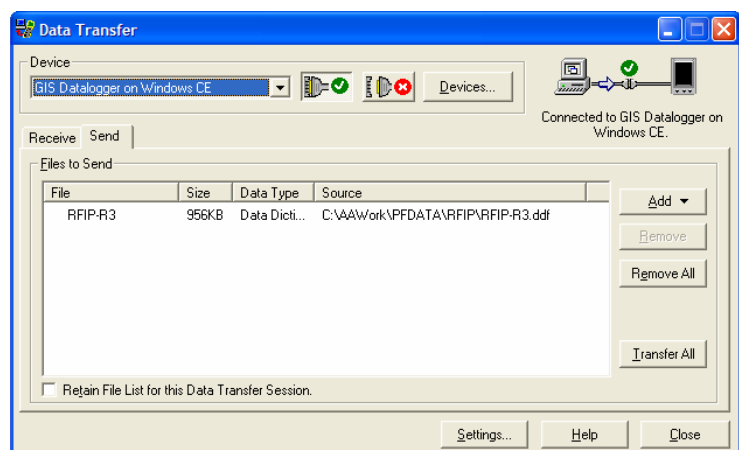 Data Transfer
Device
GIS Datalogger on Windows CE
Devices...
Connected to GIS Datalogger on
Windows CE.
Receive Send
Files to Send
File Size Data Type Source
RFIP-R3 956KB Data Dicti... C:\AAWork\PFDATA\RFIP\RFIP-R3.ddf
Add
Remove
Remove All
Transfer All
Retain File List for this Data Transfer Session.
Settings... Help Close